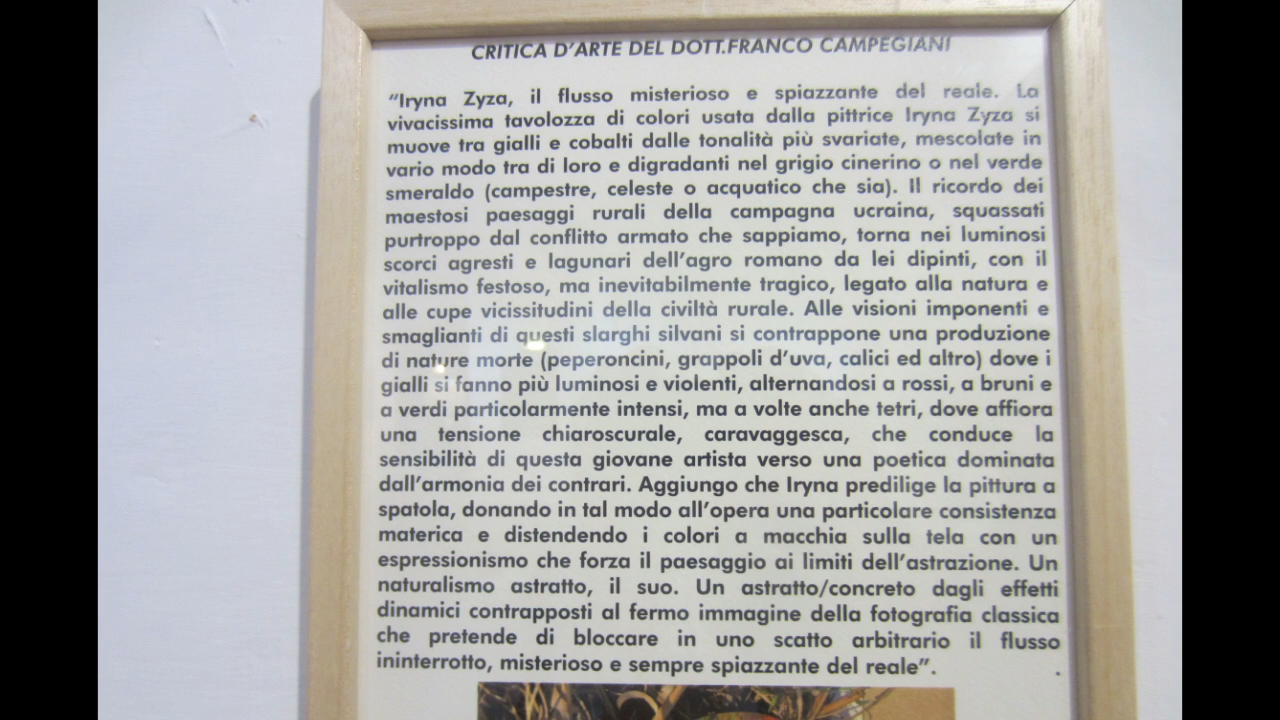 CRITICA D'ARTE DEL DOTT.FRANCO CAMPEGIANI
"Iryna Zyza, il flusso misterioso e spiazzante del reale. La
vivacissima tavolozza di colori usata dalla pittrice Iryna Zyza si
muove tra gialli e cobalti dalle tonalità più svariate, mescolate in
vario modo tra di loro e digradanti nel grigio cinerino o nel verde
smeraldo (campestre, celeste o acquatico che sia). Il ricordo dei
maestosi paesaggi rurali della campagna ucraina, squassati
purtroppo dal conflitto armato che sappiamo, torna nei luminosi
scorci agresti e lagunari dell'agro romano da lei dipinti, con il
vitalismo festoso, ma inevitabilmente tragico, legato alla natura e
alle cupe vicissitudini della civiltà rurale. Alle visioni imponenti e
smaglianti di questi slarghi silvani si contrappone una produzione
di nature morte (peperoncini, grappoli d'uva, calici ed altro) dove i
gialli si fanno più luminosi e violenti, alternandosi a rossi, a bruni e
a verdi particolarmente intensi, ma a volte anche tetri, dove affiora
una tensione chiaroscurale, caravaggesca, che conduce la
sensibilità di questa giovane artista verso una poetica dominata
dall'armonia dei contrari. Aggiungo che Iryna predilige la pittura a
spatola, donando in tal modo all'opera una particolare consistenza
materica e distendendo i colori a macchia sulla tela con un
espressionismo che forza il paesaggio ai limiti dell'astrazione. Un
naturalismo astratto, il suo. Un astratto/concreto dagli effetti
dinamici contrapposti al fermo immagine della fotografia classica
che pretende di bloccare in uno scatto arbitrario il flusso
ininterrotto, misterioso e sempre spiazzante del reale". .